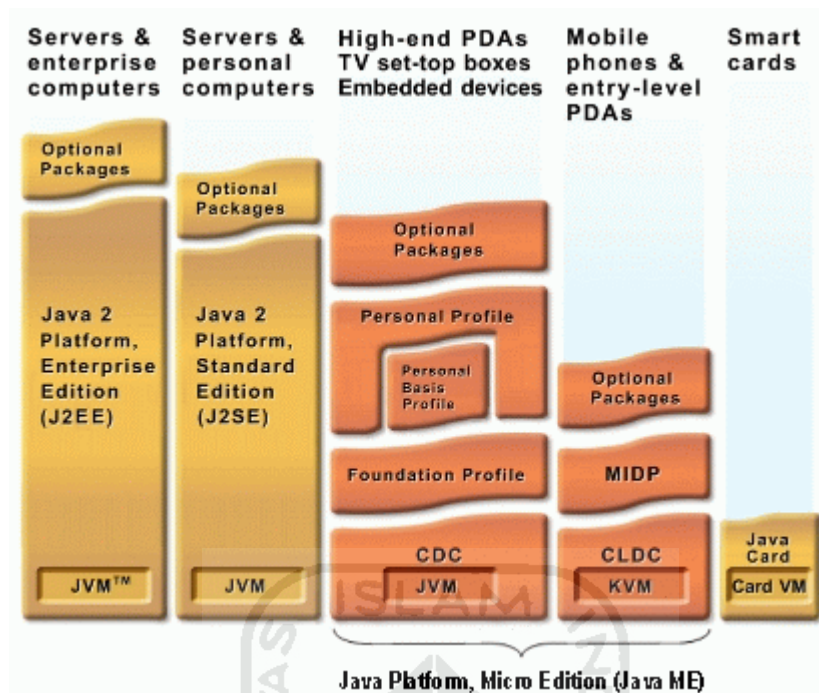 Servers &
enterprise
computers
Servers &
personal
computers
High-end PDAs
TV set-top boxes
Embedded devices
Mobile
phones &
entry-level
PDAs
Smart
cards
Optional
Packages
Java 2
Platform,
Enterprise
Edition
(J2EE)
JVM™
Optional
Packages
Java 2
Platform,
Standard
Edition
(J2SE)
JVM
Optional
Packages
Personal Profile
Personal
Basis
Profile
Foundation Profile
CDC
JVM
Optional
Packages
MIDP
CLDC
KVM
Java
Card
Card VM
ISLAM
Java Platform, Micro Edition (Java ME)